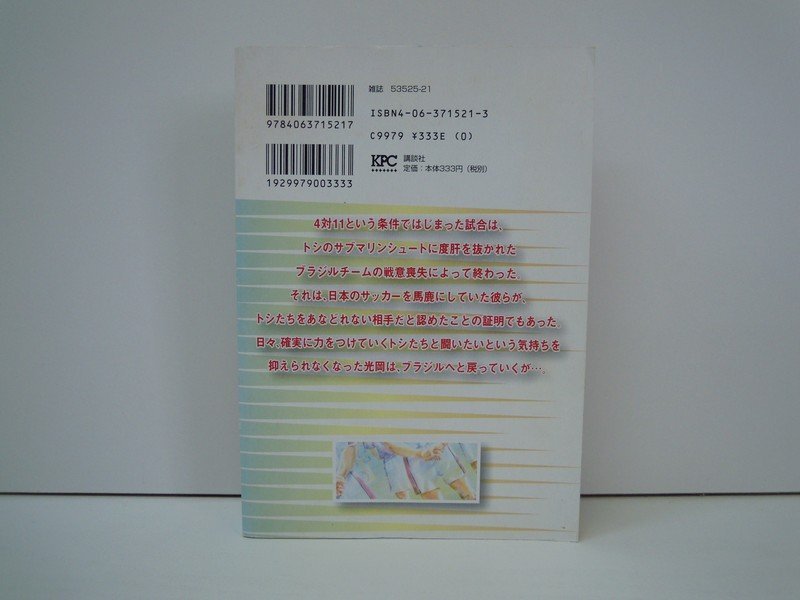 雑誌 53525-21
ISBN4-06-371521-3
9784063715217
C9979 ¥333E (0)
KPC 講談社
定価:本体333円(税別)
1929979003333
4対11という条件ではじまった試合は、
トシのサブマリンシュートに度肝を抜かれた
ブラジルチームの戦意喪失によって終わった。
それは、日本のサッカーを馬鹿にしていた彼らが、
トシたちをあなどれない相手だと認めたことの証明でもあった。
日々、確実に力をつけていくトシたちと闘いたいという気持ちを
抑えられなくなった光岡は、ブラジルへと戻っていくが…。